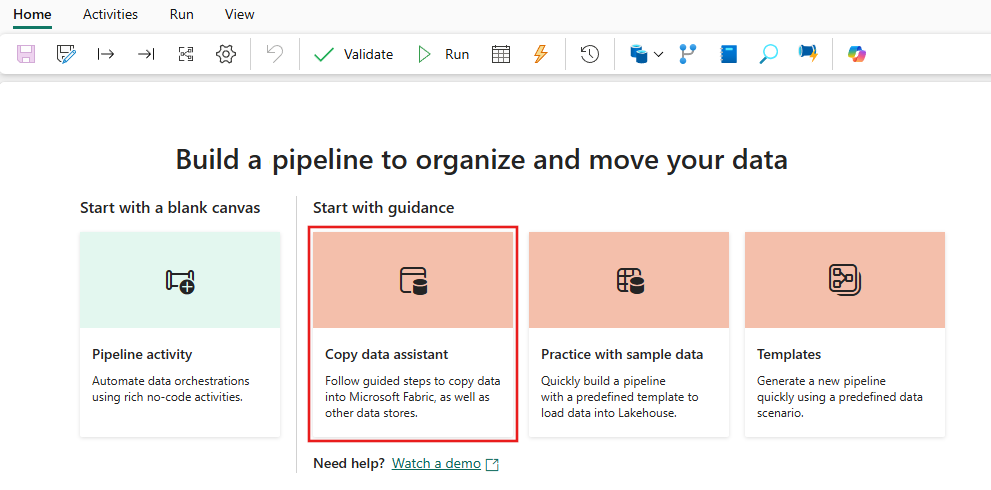 Home Activities Run View
Validate Run
Build a pipeline to organize and move your data
Start with a blank canvas
Pipeline activity
Automate data orchestrations
using rich no-code activities.
Start with guidance
Copy data assistant
Follow guided steps to copy data
into Microsoft Fabric, as well as
other data stores.
Practice with sample data
Quickly build a pipeline
with a predefined template to
load data into Lakehouse.
Templates
Generate a new pipeline
quickly using a predefined data
scenario.
Need help? Watch a demo